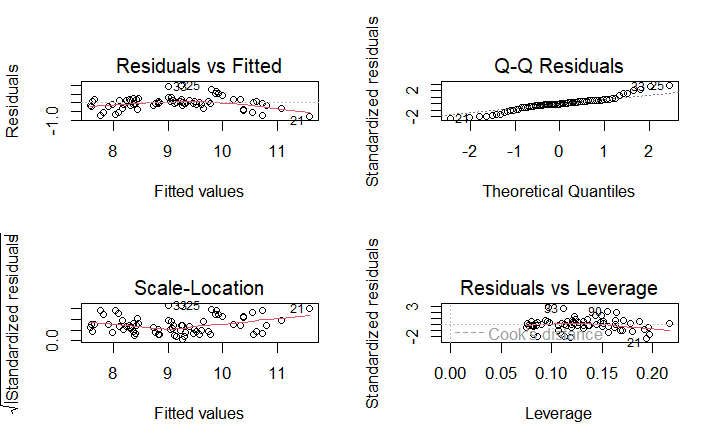 Residuals vs Fitted
Residuals
-1.0
33 25
21
8 9 10 11
Fitted values
Q-Q Residuals
Standardized residuals
-2 2
33 25
21
-2 -1 0 1 2
Theoretical Quantiles
Scale-Location
√|Standardized residuals|
0.0
33 25
21
8 9 10 11
Fitted values
Residuals vs Leverage
Standardized residuals
-2 3
33
90
Cook's distance
21
0.00 0.05 0.10 0.15 0.20
Leverage